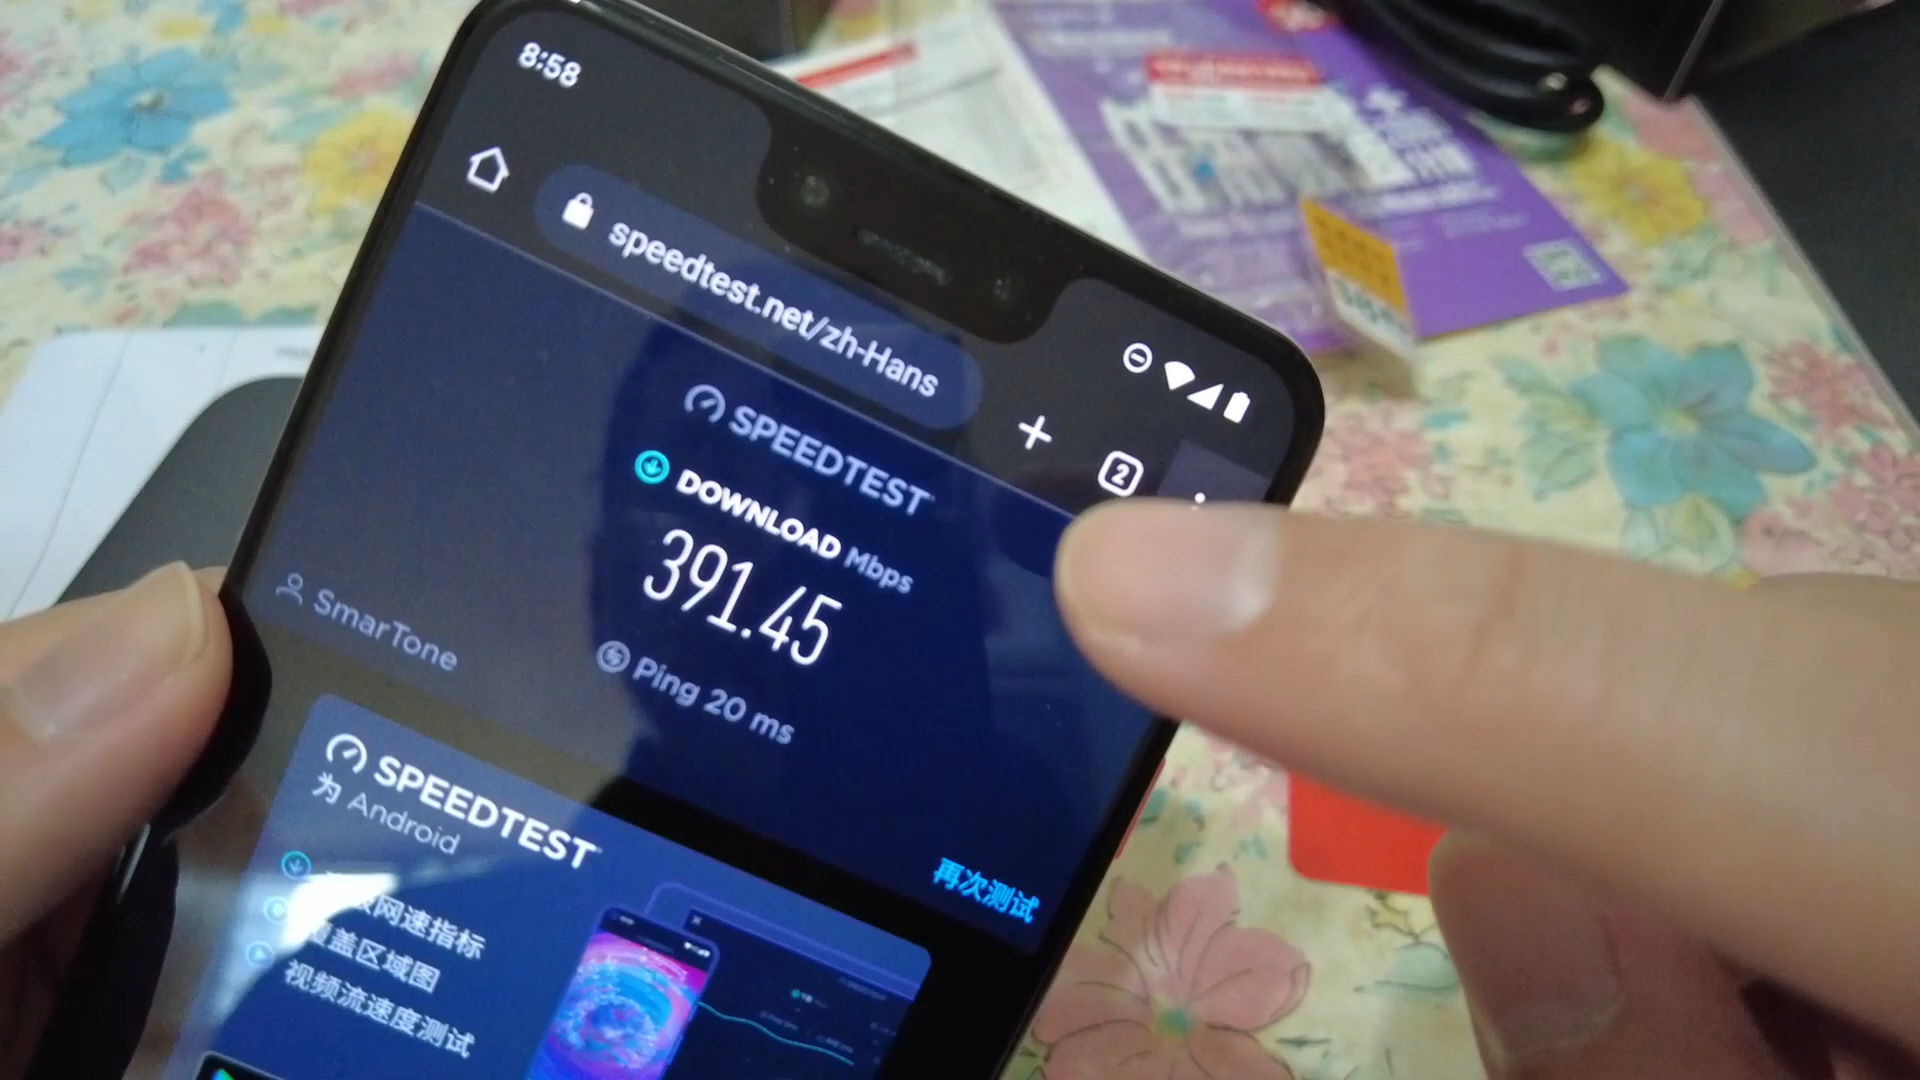 8:58
speedtest.net/zh-Hans
2
SPEEDTEST
DOWNLOAD Mbps
391.45
Ping 20 ms
SmarTone
SPEEDTEST
为 Android
网速指标
覆盖区域图
视频流速度测试
再次测试